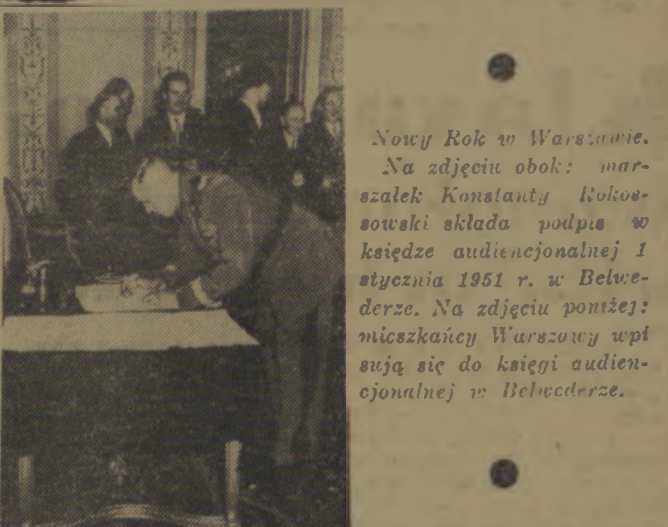 Nowy Rok w Warszawie.
Na zdjęciu obok: mar-
szałek Konstanty Rokos-
sowski składa podpis w
księdze audiencjonalnej 1
stycznia 1951 r. w Belwe-
derze. Na zdjęciu poniżej:
mieszkańcy Warszowy wpi
sują się do księgi audien-
cjonalnej w Belwederze.